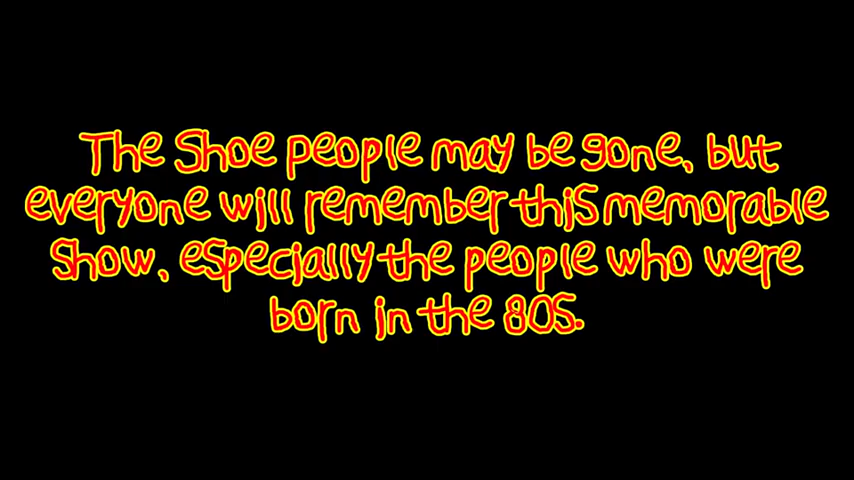 The Shoe people may be gone, but
everyone will remember this memorable
Show, especially the people who were
born in the 80s.